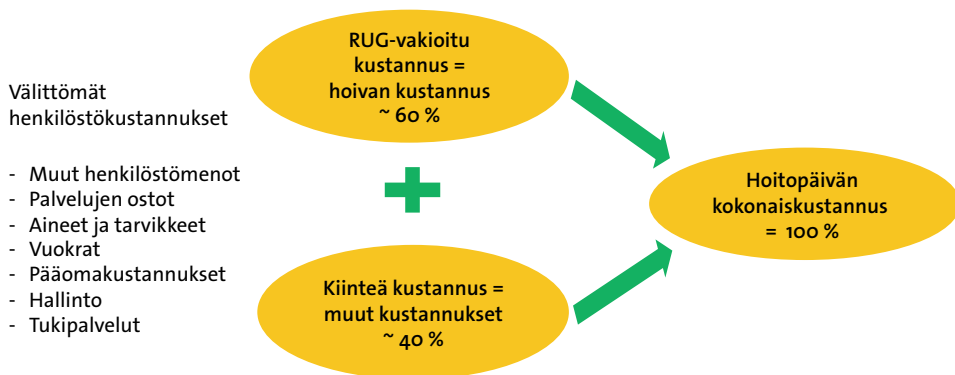 Välittömät
henkilöstökustannukset
- Muut henkilöstömenot
- Palvelujen ostot
- Aineet ja tarvikkeet
- Vuokrat
- Pääomakustannukset
- Hallinto
- Tukipalvelut
RUG-vakioitu
kustannus =
hoivan kustannus
~ 60 %
Kiinteä kustannus =
muut kustannukset
~ 40 %
Hoitopäivän
kokonaiskustannus
= 100 %